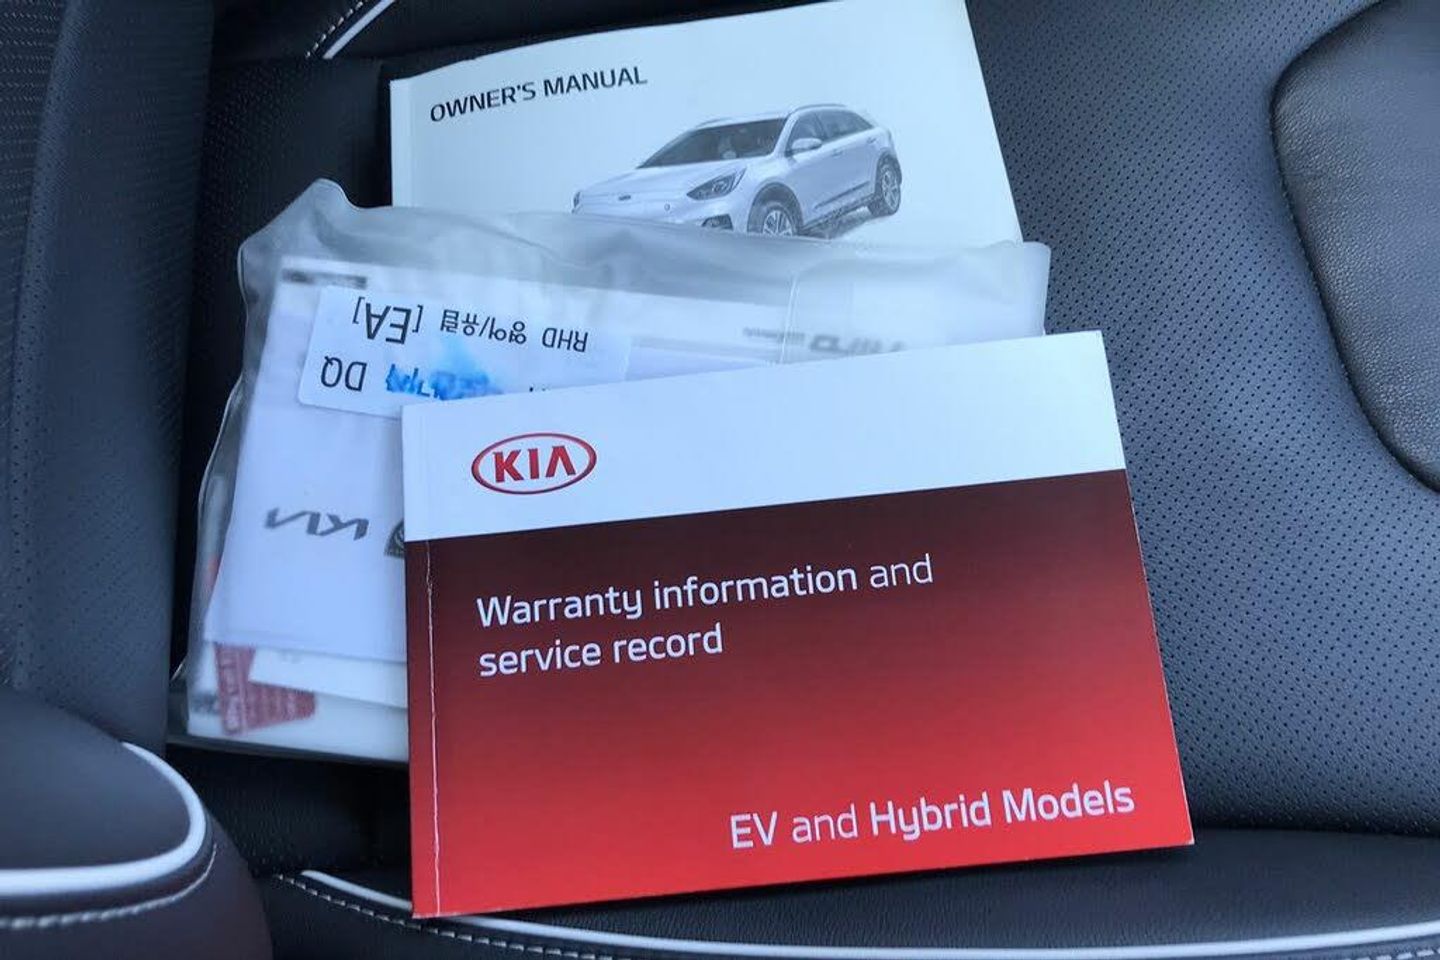 OWNER'S MANUAL
RHD 영어/유럽 [EA]
DQ
KIA
KIA
Warranty information and
service record
EV and Hybrid Models